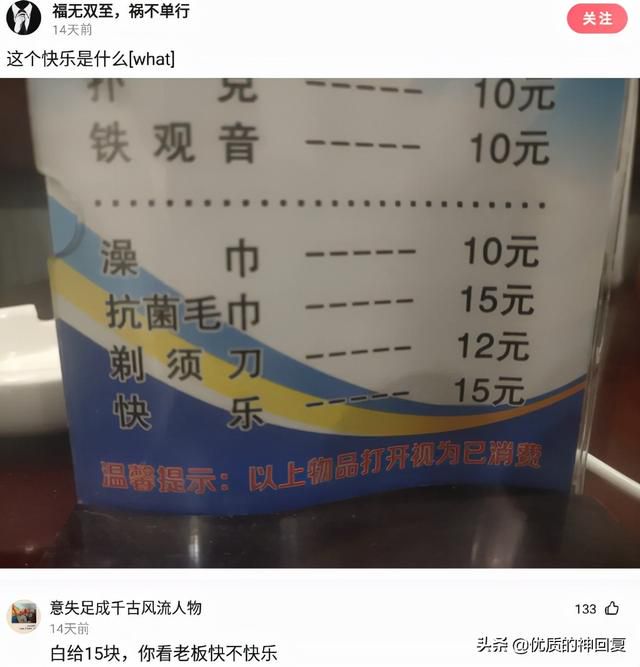 福无双至，祸不单行
14天前
关注
这个快乐是什么[what]
扑 克 ----- 10元
铁观音 ----- 10元
澡 巾 ----- 10元
抗菌毛巾 ----- 15元
剃须刀 ----- 12元
快 乐 ----- 15元
温馨提示：以上物品打开视为已消费
意失足成千古风流人物
133
14天前
白给15块，你看老板快不快乐
头条 @优质的神回复